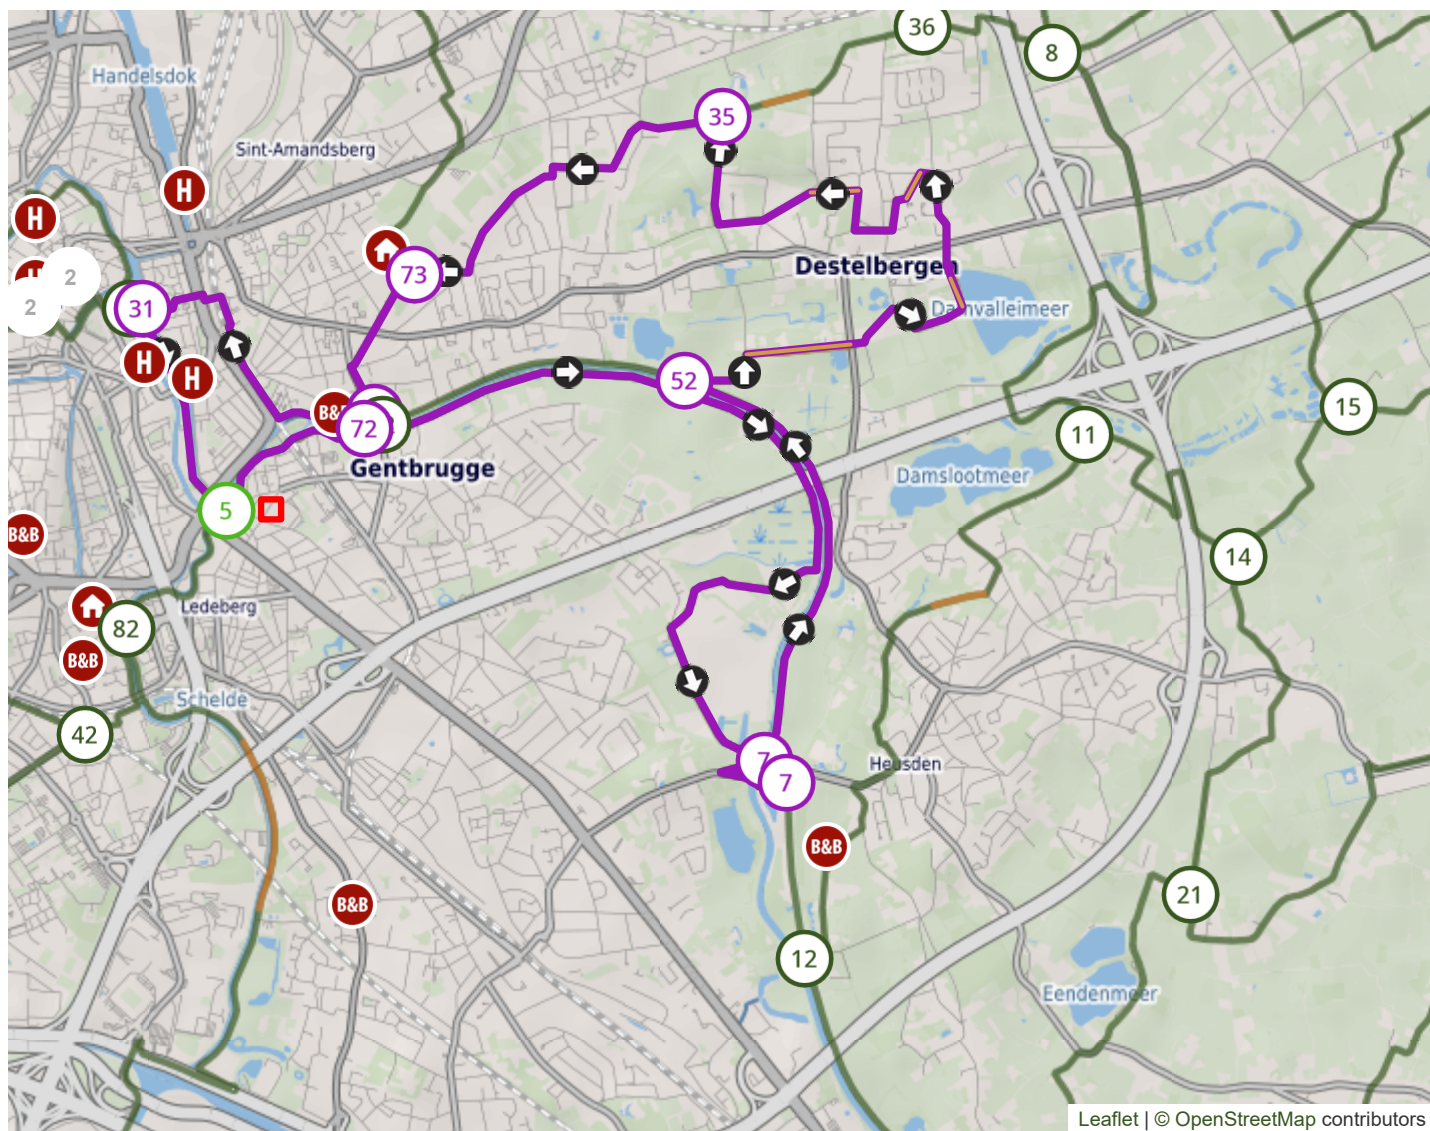 36
8
Handelsdok
35
Sint-Amandsberg
H
H
2
73
Destelbergen
2
31
Damvalleimeer
H
H
52
15
B&B
72
11
Gentbrugge
Damslootmeer
5
B&B
14
Ledeberg
82
B&B
Schelde
42
7
7
Heusden
B&B
21
B&B
12
Eendenmeer
Leaflet | © OpenStreetMap contributors